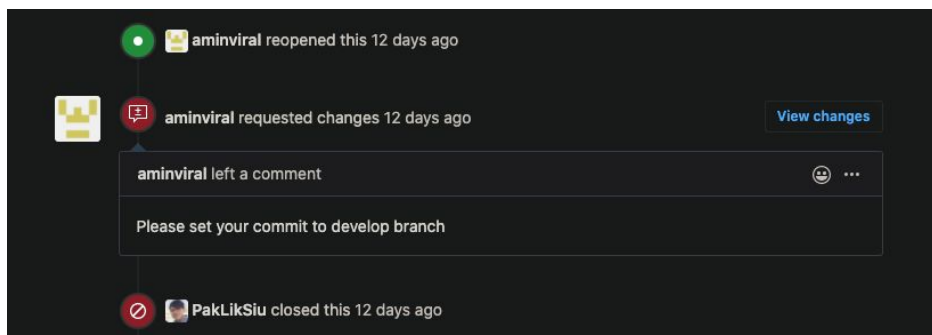 aminviral reopened this 12 days ago
aminviral requested changes 12 days ago
View changes
aminviral left a comment
Please set your commit to develop branch
PakLikSiu closed this 12 days ago